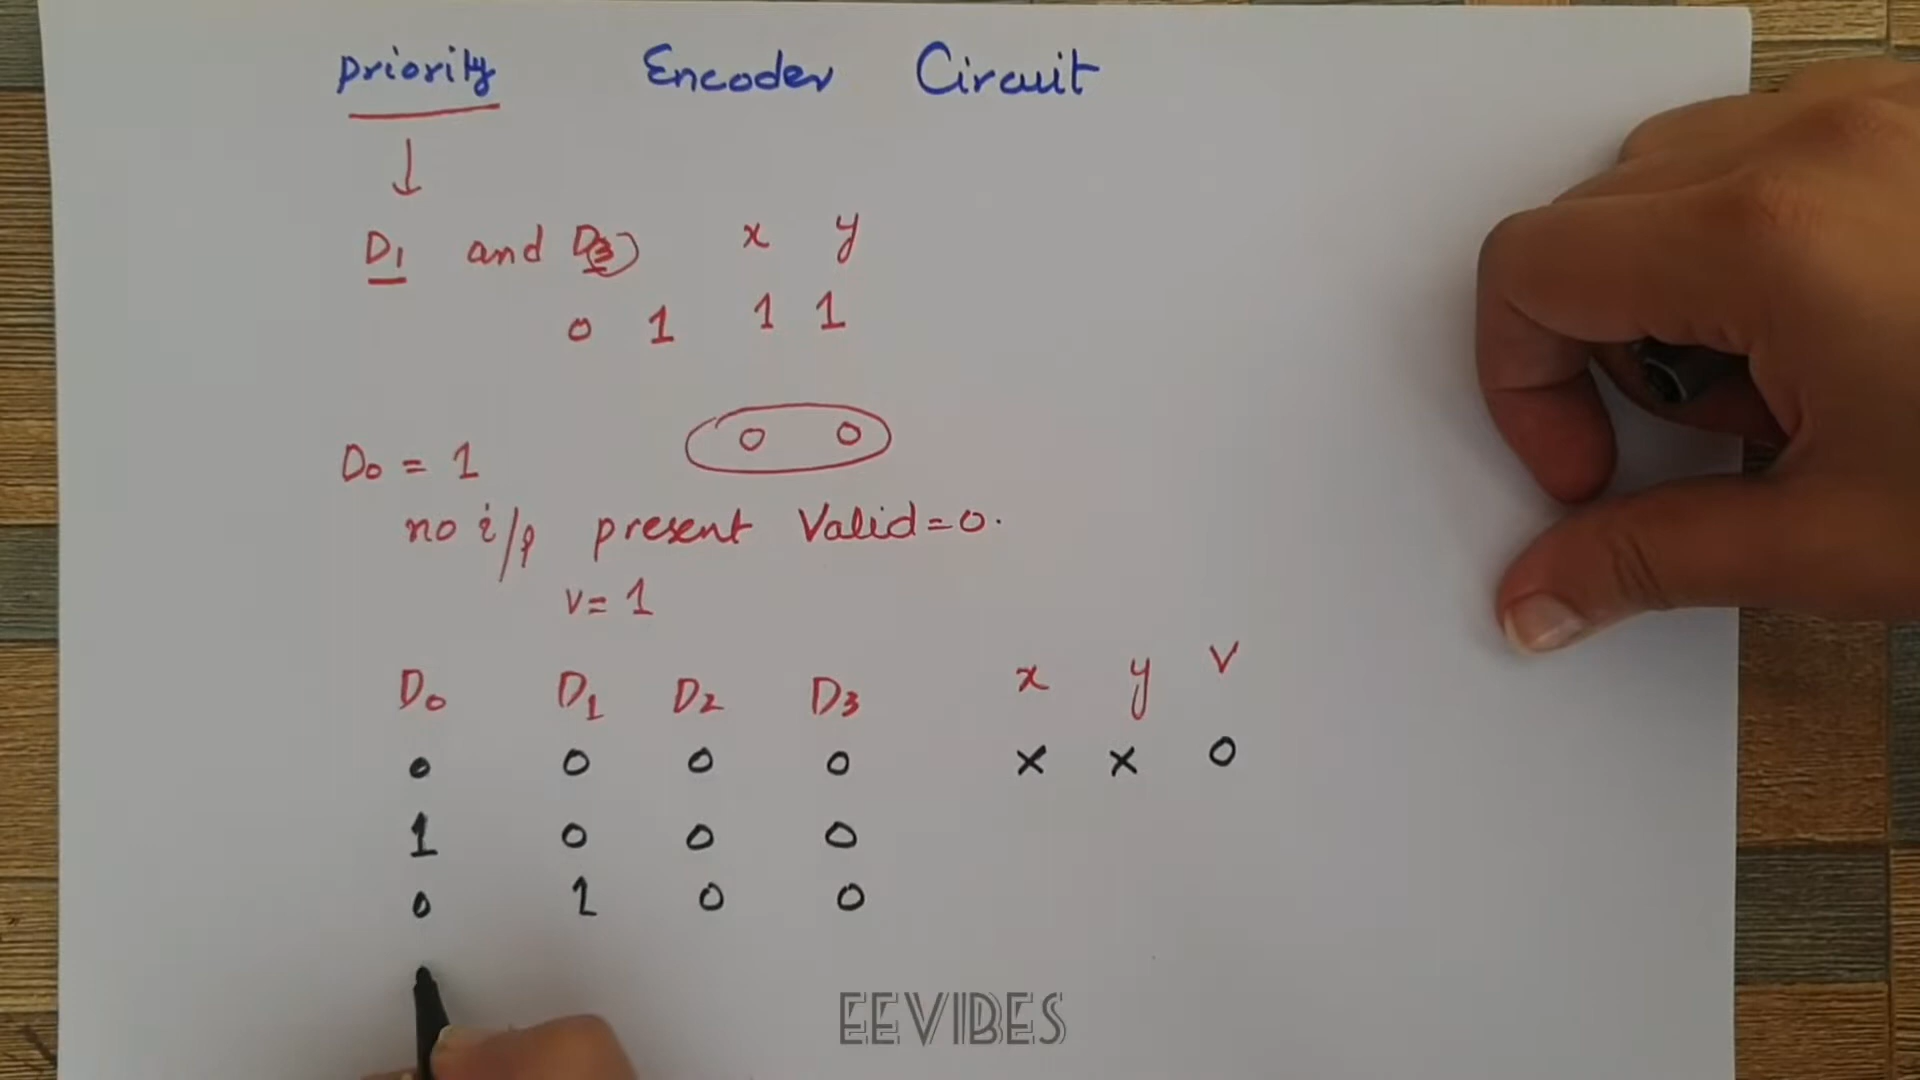 priority Encoder Circuit
↓
D1 and D3 x y
0 1 1 1
0 0
D0 = 1
no i/p present Valid=0.
v= 1
D0 D1 D2 D3 x y v
0 0 0 0 x x 0
1 0 0 0
0 1 0 0
EEVIBES